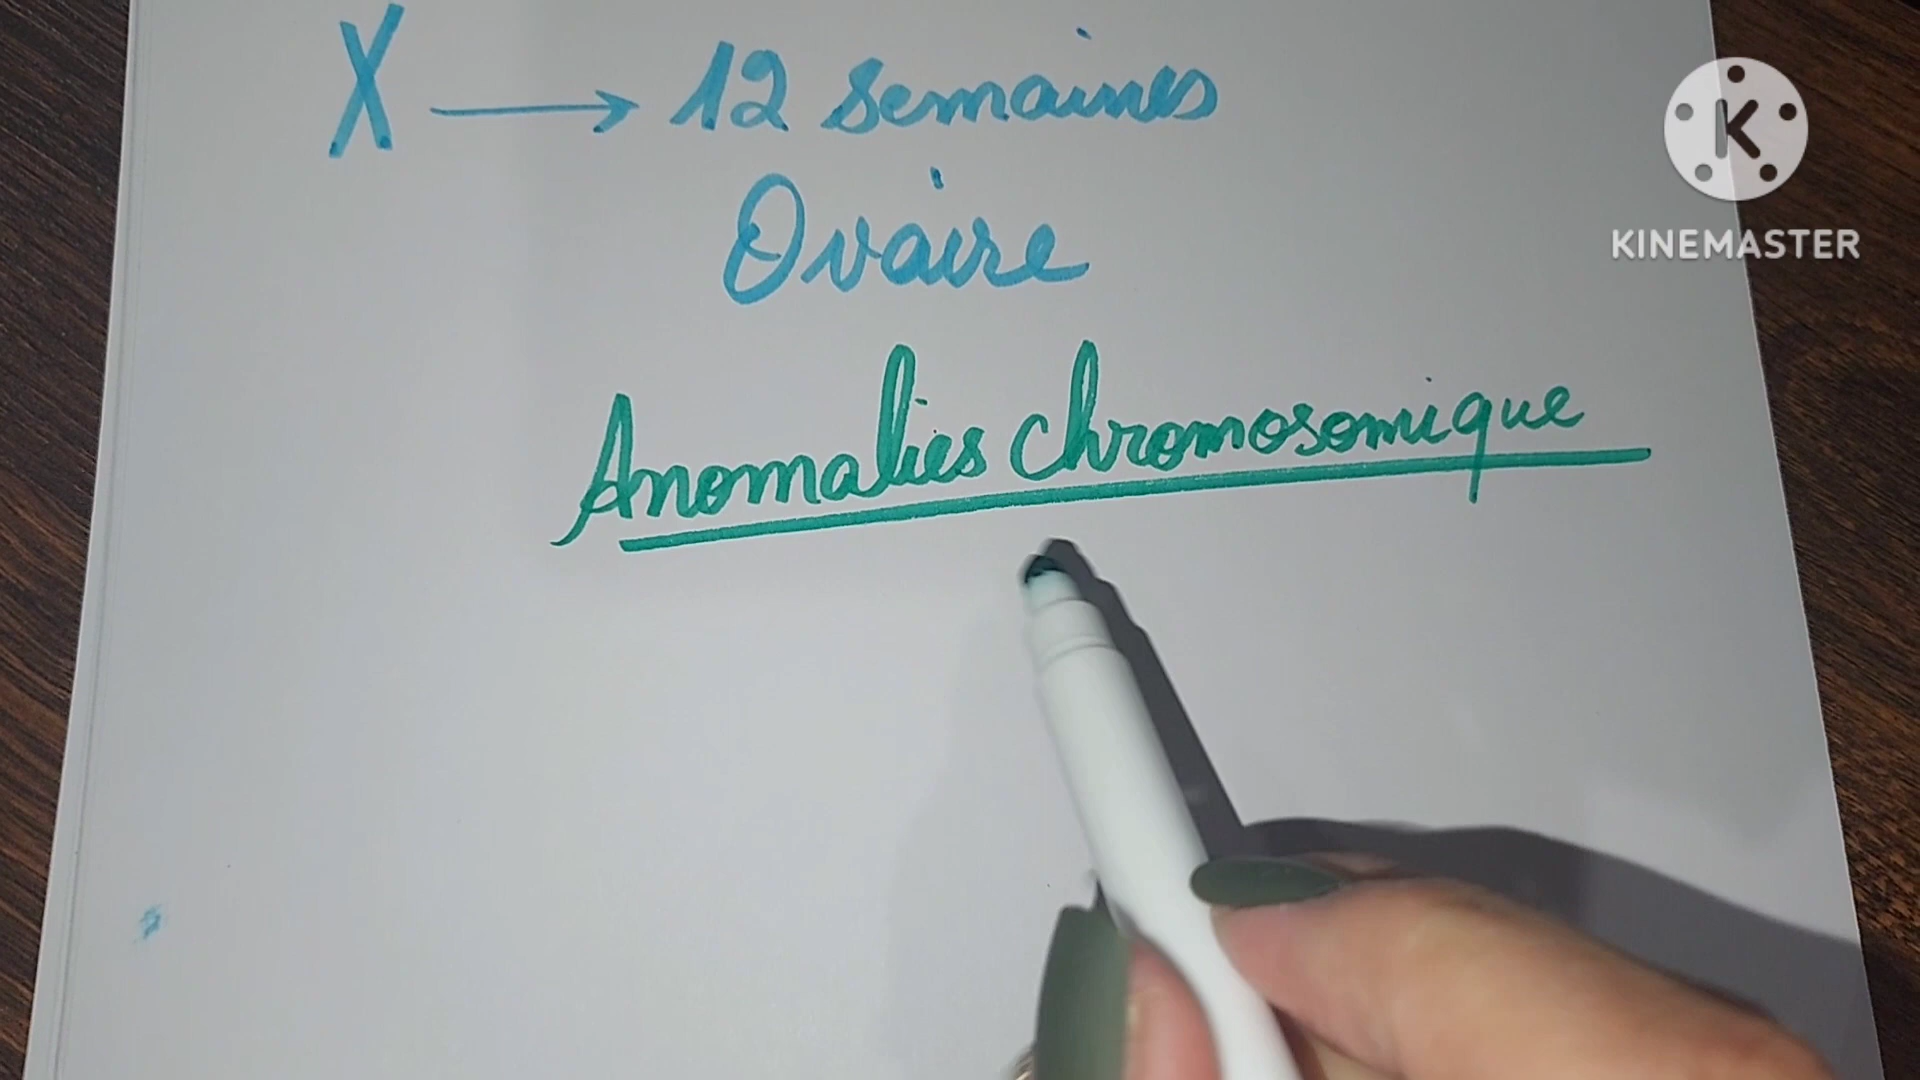 X → 12 semaines
Ovaire
Anomalies chromosomique
K
KINEMASTER